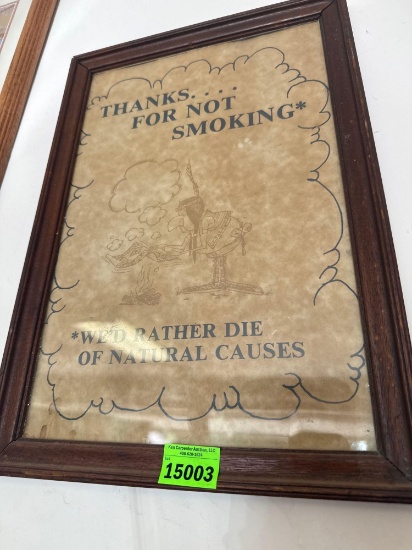 THANKS. . . .
FOR NOT
SMOKING*
*WE'D RATHER DIE
OF NATURAL CAUSES
15003